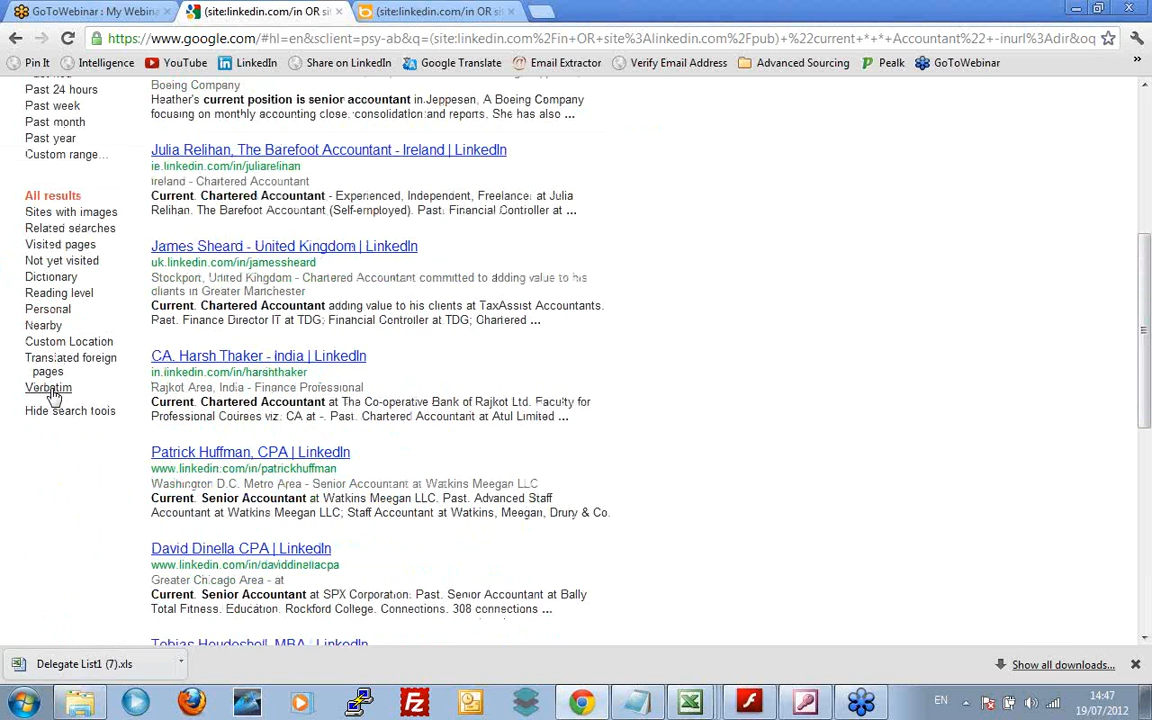 GoToWebinar : My Webina
(site:linkedin.com/in OR si
(site:linkedin.com/in OR s
https://www.google.com/#hl=en&sclient=psy-ab&q=(site:linkedin.com%2Fin+OR+site%3Alinkedin.com%2Fpub)+%22current+*+*+Accountant%22+-inurl%3Adir&oq
Pin It
Intelligence
YouTube
LinkedIn
Share on LinkedIn
Google Translate
Email Extractor
Verify Email Address
Advanced Sourcing
Pealk
GoToWebinar
»
Past 24 hours
Past week
Past month
Past year
Custom range...
All results
Sites with images
Related searches
Visited pages
Not yet visited
Dictionary
Reading level
Personal
Nearby
Custom Location
Translated foreign
pages
Verbatim
Hide search tools
Boeing Company
Heather's current position is senior accountant in Jeppesen, A Boeing Company
focusing on monthly accounting close, consolidation and reports. She has also ...
Julia Relihan, The Barefoot Accountant - Ireland | LinkedIn
ie.linkedin.com/in/juliarelihan
Ireland - Chartered Accountant
Current. Chartered Accountant - Experienced, Independent, Freelance. at Julia
Relihan. The Barefoot Accountant (Self-employed). Past. Financial Controller at ...
James Sheard - United Kingdom | LinkedIn
uk.linkedin.com/in/jamessheard
Stockport, United Kingdom - Chartered Accountant committed to adding value to his
clients in Greater Manchester
Current. Chartered Accountant adding value to his clients at TaxAssist Accountants.
Past. Finance Director IT at TDG; Financial Controller at TDG; Chartered ...
CA. Harsh Thaker - India | LinkedIn
in.linkedin.com/in/harshthaker
Rajkot Area, India - Finance Professional
Current. Chartered Accountant at The Co-operative Bank of Rajkot Ltd. Faculty for
Professional Courses viz. CA at -. Past. Chartered Accountant at Atul Limited ...
Patrick Huffman, CPA | LinkedIn
www.linkedin.com/in/patrickhuffman
Washington D.C. Metro Area - Senior Accountant at Watkins Meegan LLC
Current. Senior Accountant at Watkins Meegan LLC. Past. Advanced Staff
Accountant at Watkins Meegan LLC; Staff Accountant at Watkins, Meegan, Drury & Co.
David Dinella CPA | LinkedIn
www.linkedin.com/in/daviddinellacpa
Greater Chicago Area - at
Current. Senior Accountant at SPX Corporation. Past. Senior Accountant at Bally
Total Fitness. Education. Rockford College. Connections. 308 connections ...
Tobias Houdeshell, MBA | LinkedIn
Delegate List1 (7).xls
Show all downloads...
EN
14:47
19/07/2012